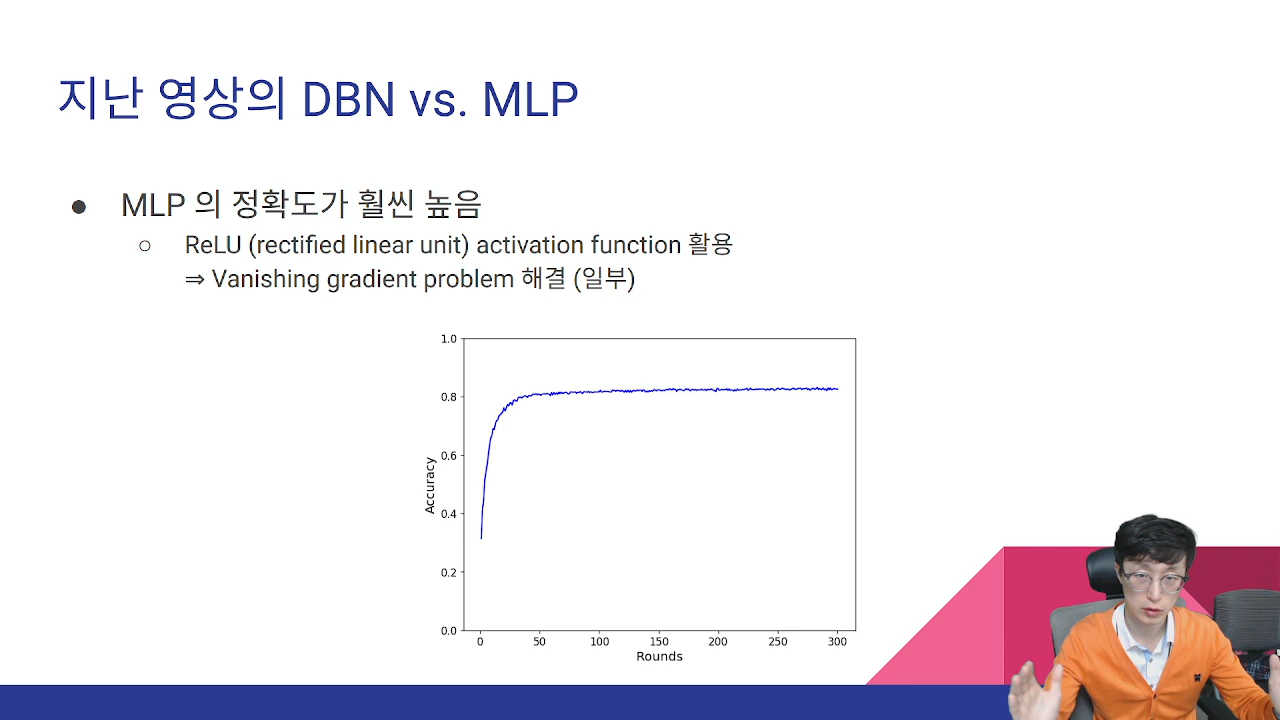 지난 영상의 DBN vs. MLP
● MLP 의 정확도가 훨씬 높음
○ ReLU (rectified linear unit) activation function 활용
⇒ Vanishing gradient problem 해결 (일부)
1.0
0.8
0.6
0.4
0.2
0.0
Accuracy
0 50 100 150 200 250 300
Rounds